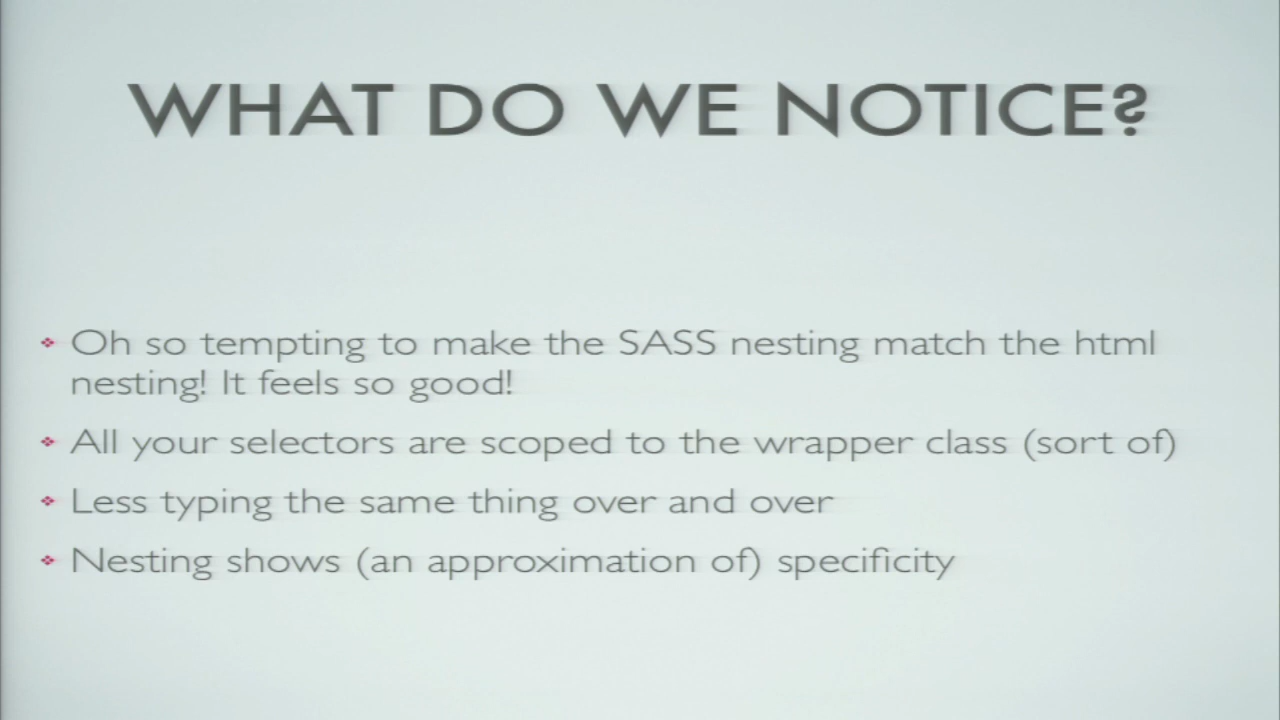 WHAT DO WE NOTICE?
Oh so tempting to make the SASS nesting match the html
nesting! It feels so good!
All your selectors are scoped to the wrapper class (sort of)
Less typing the same thing over and over
Nesting shows (an approximation of) specificity